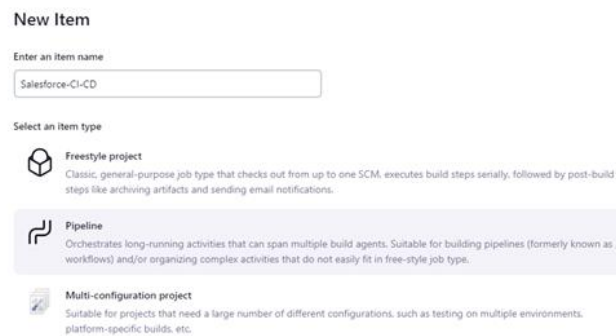 New Item
Enter an item name
Salesforce-CI-CD
Select an item type
Freestyle project
Classic, general-purpose job type that checks out from up to one SCM, executes build steps serially, followed by post-build
steps like archiving artifacts and sending email notifications.
Pipeline
Orchestrates long-running activities that can span multiple build agents. Suitable for building pipelines (formerly known as
workflows) and/or organizing complex activities that do not easily fit in free-style job type.
Multi-configuration project
Suitable for projects that need a large number of different configurations, such as testing on multiple environments,
platform-specific builds, etc.